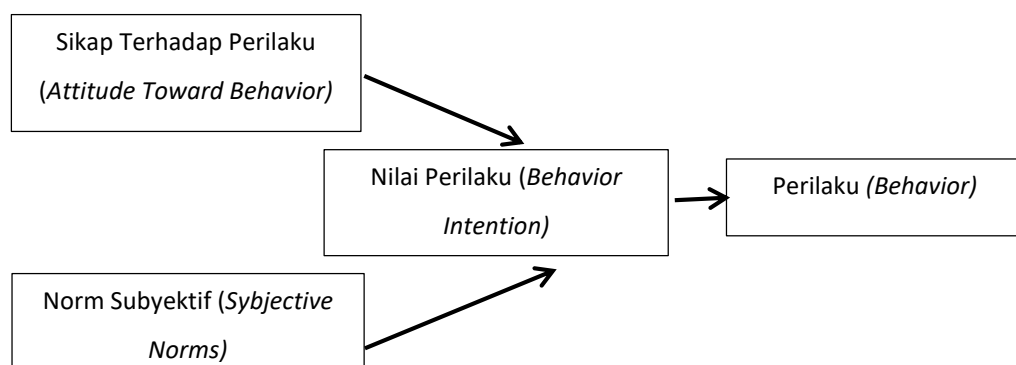 Sikap Terhadap Perilaku
(Attitude Toward Behavior)
Nilai Perilaku (Behavior
Intention)
Perilaku (Behavior)
Norm Subyektif (Sybjective
Norms)